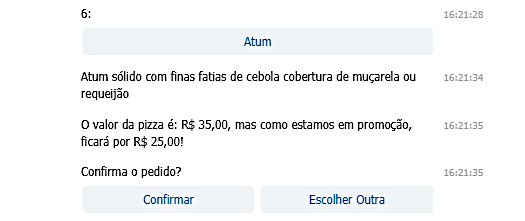 6:
16:21:28
Atum
Atum sólido com finas fatias de cebola cobertura de muçarela ou
16:21:34
requeijão
O valor da pizza é: R$ 35,00, mas como estamos em promoção,
16:21:35
ficará por R$ 25,00!
Confirma o pedido?
16:21:35
Confirmar
Escolher Outra